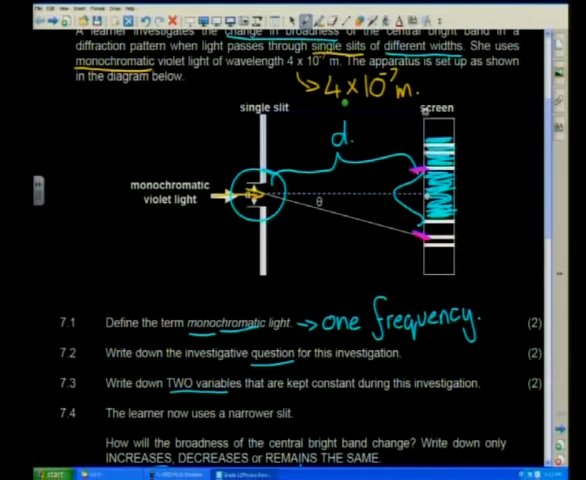 A learner investigates the change in broadness of the central bright band in a
diffraction pattern when light passes through single slits of different widths. She uses
monochromatic violet light of wavelength 4 x 10⁻⁷ m. The apparatus is set up as shown
in the diagram below.
4 x 10⁻⁷ m.
single slit
screen
d.
monochromatic
violet light
a
θ
7.1 Define the term monochromatic light. → one frequency. (2)
7.2 Write down the investigative question for this investigation. (2)
7.3 Write down TWO variables that are kept constant during this investigation. (2)
7.4 The learner now uses a narrower slit.
How will the broadness of the central bright band change? Write down only
INCREASES, DECREASES or REMAINS THE SAME.
start